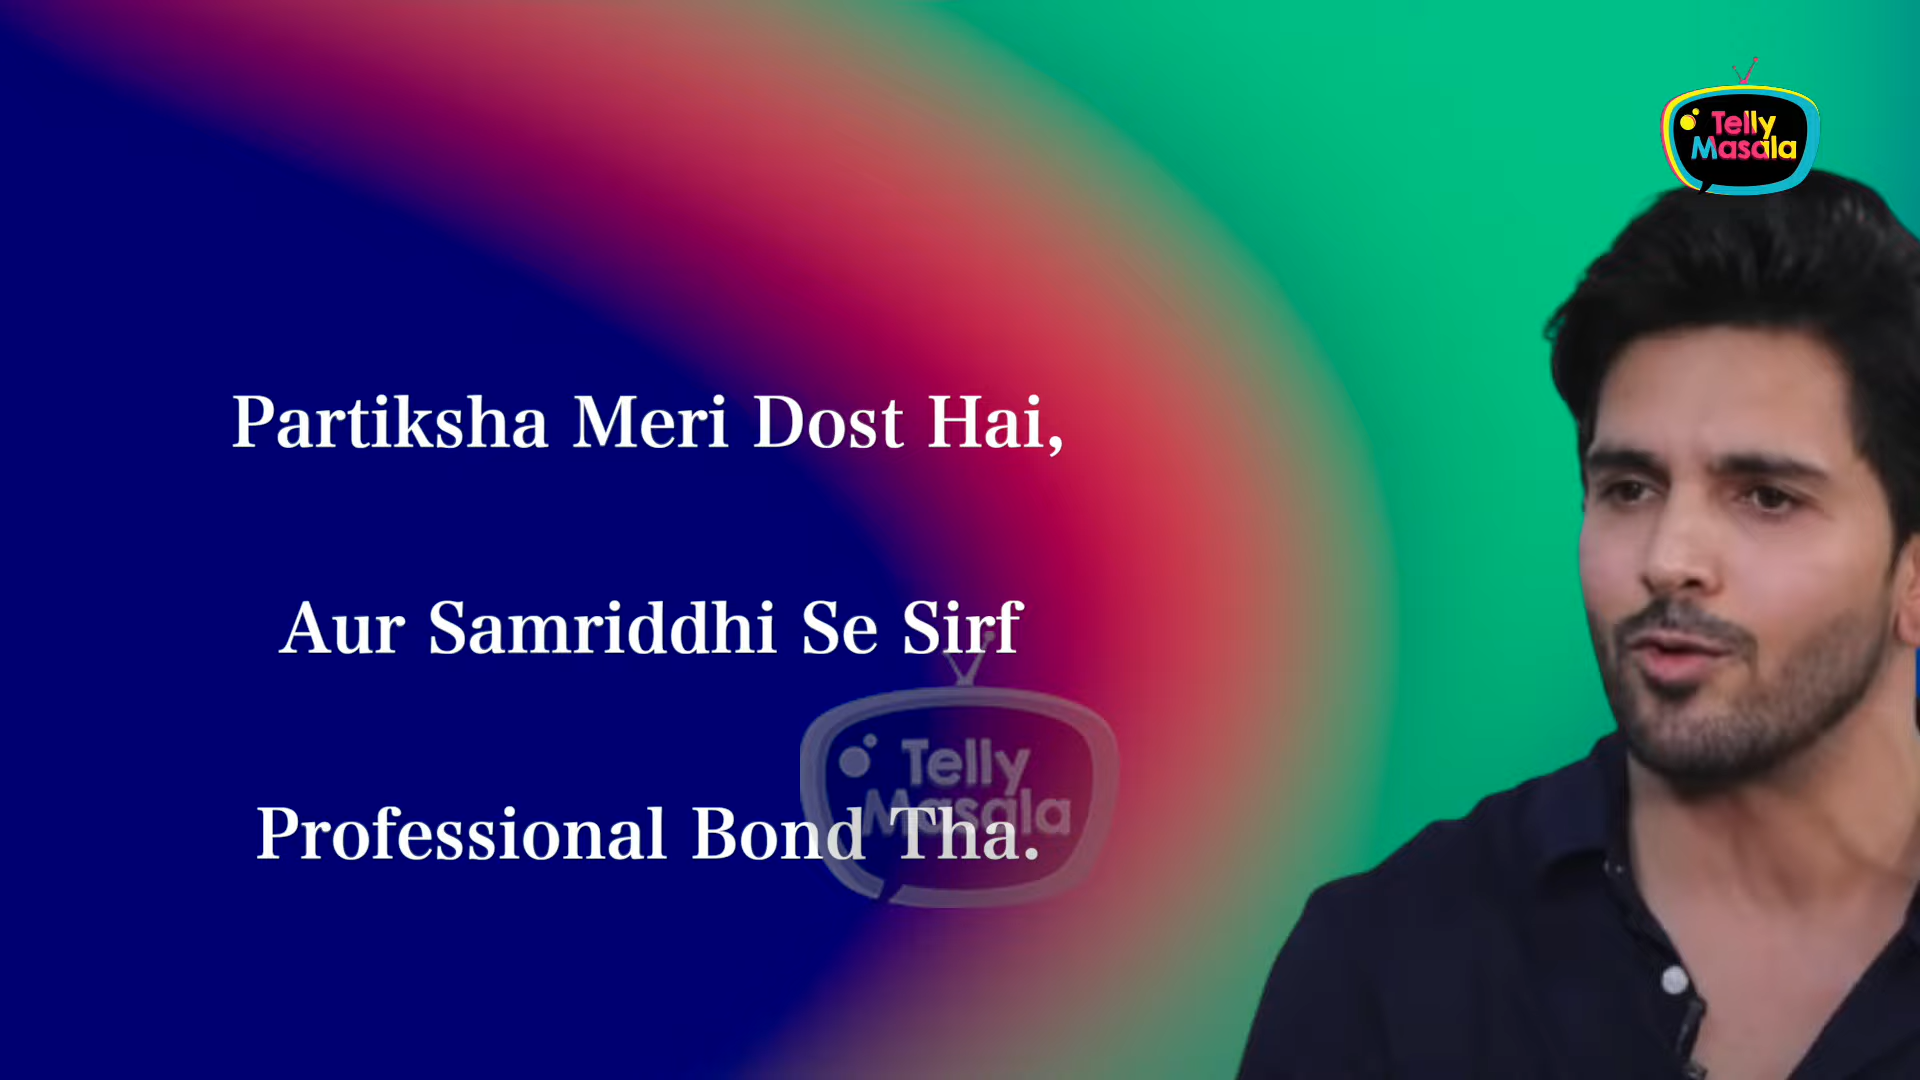 Telly
Masala
Partiksha Meri Dost Hai,
Aur Samriddhi Se Sirf
Professional Bond Tha.
Telly
Masala